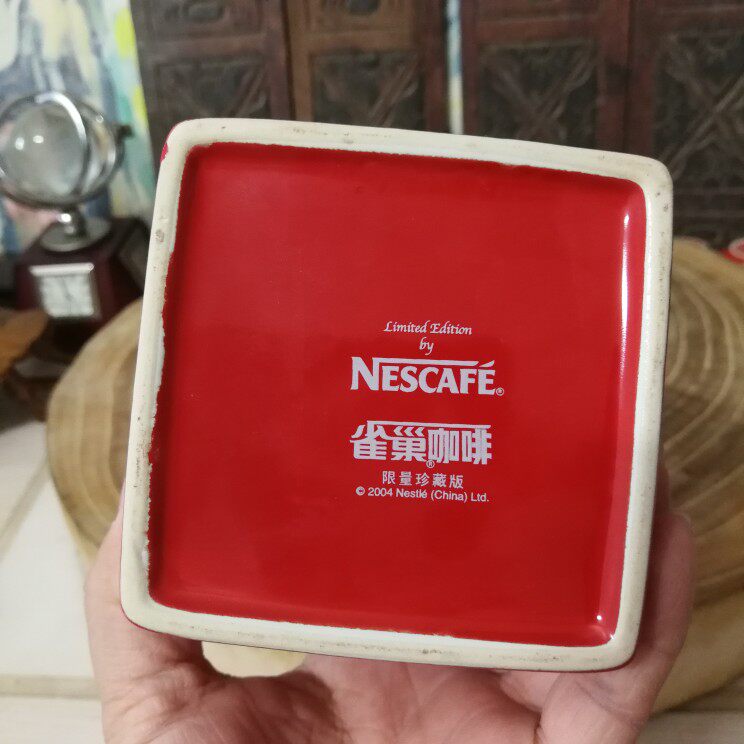 Limited Edition
by
NESCAFÉ®
雀巢咖啡®
限量珍藏版
© 2004 Nestlé (China) Ltd.